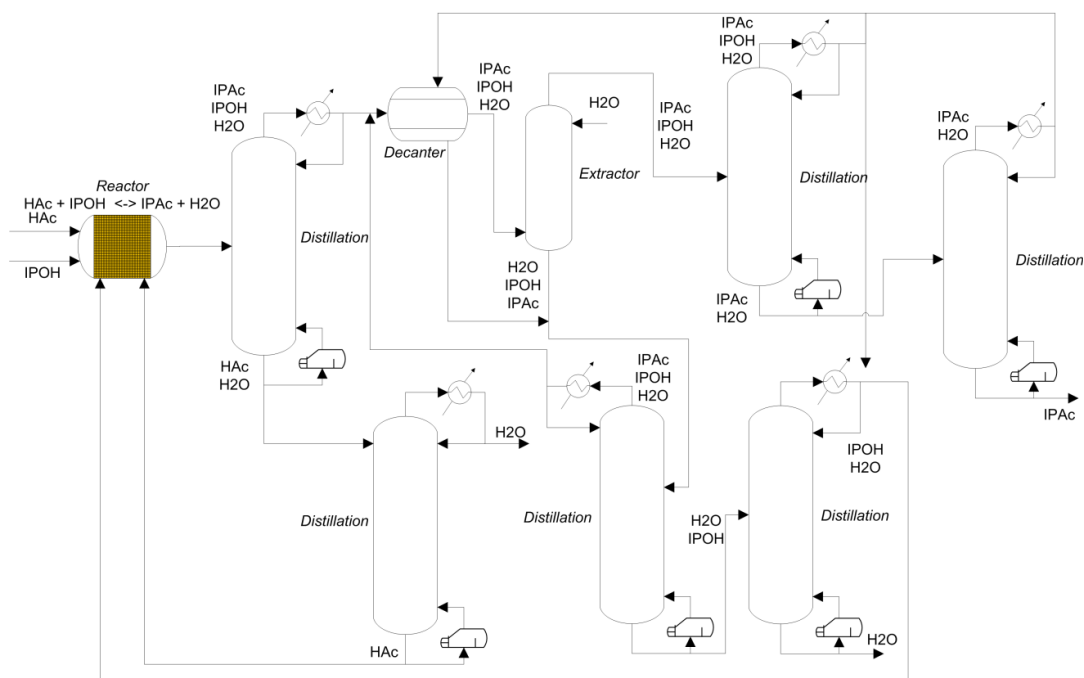 Reactor
HAc + IPOH <-> IPAc + H2O
HAc
IPOH
IPAc
IPOH
H2O
Distillation
HAc
H2O
Decanter
IPAc
IPOH
H2O
H2O
Extractor
H2O
IPOH
IPAc
IPAc
IPOH
H2O
IPAc
IPOH
H2O
Distillation
IPAc
H2O
IPAc
H2O
Distillation
IPAc
H2O
Distillation
HAc
IPAc
IPOH
H2O
Distillation
H2O
IPOH
IPOH
H2O
Distillation
H2O